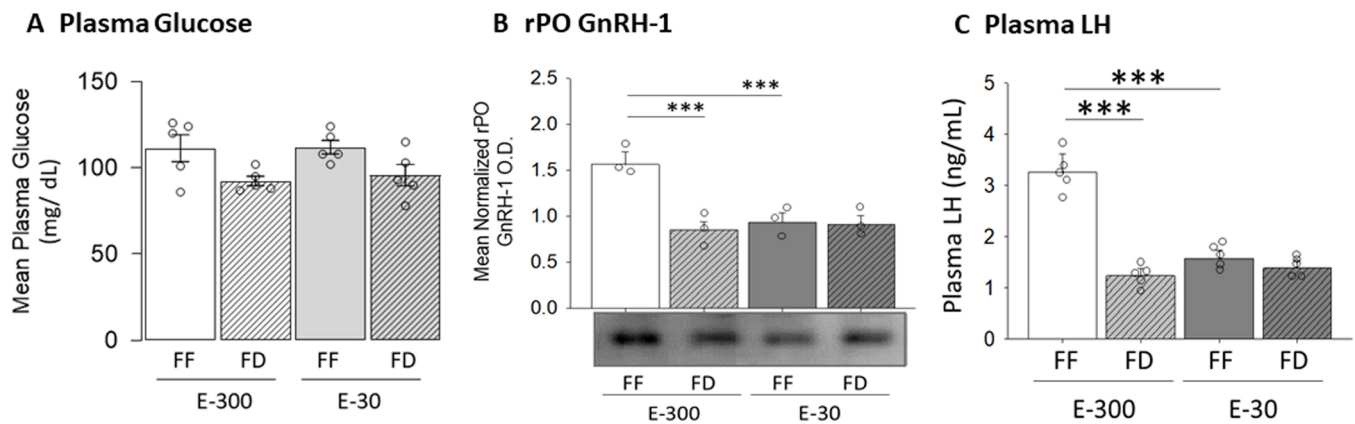 A Plasma Glucose
Mean Plasma Glucose
(mg/ dL)
150
100
50
0
FF FD FF FD
E-300 E-30
B rPO GnRH-1
Mean Normalized rPO
GnRH-1 O.D.
2.5
2.0
1.5
1.0
0.5
0.0
***
***
FF FD FF FD
E-300 E-30
C Plasma LH
Plasma LH (ng/mL)
5
4
3
2
1
0
***
***
FF FD FF FD
E-300 E-30